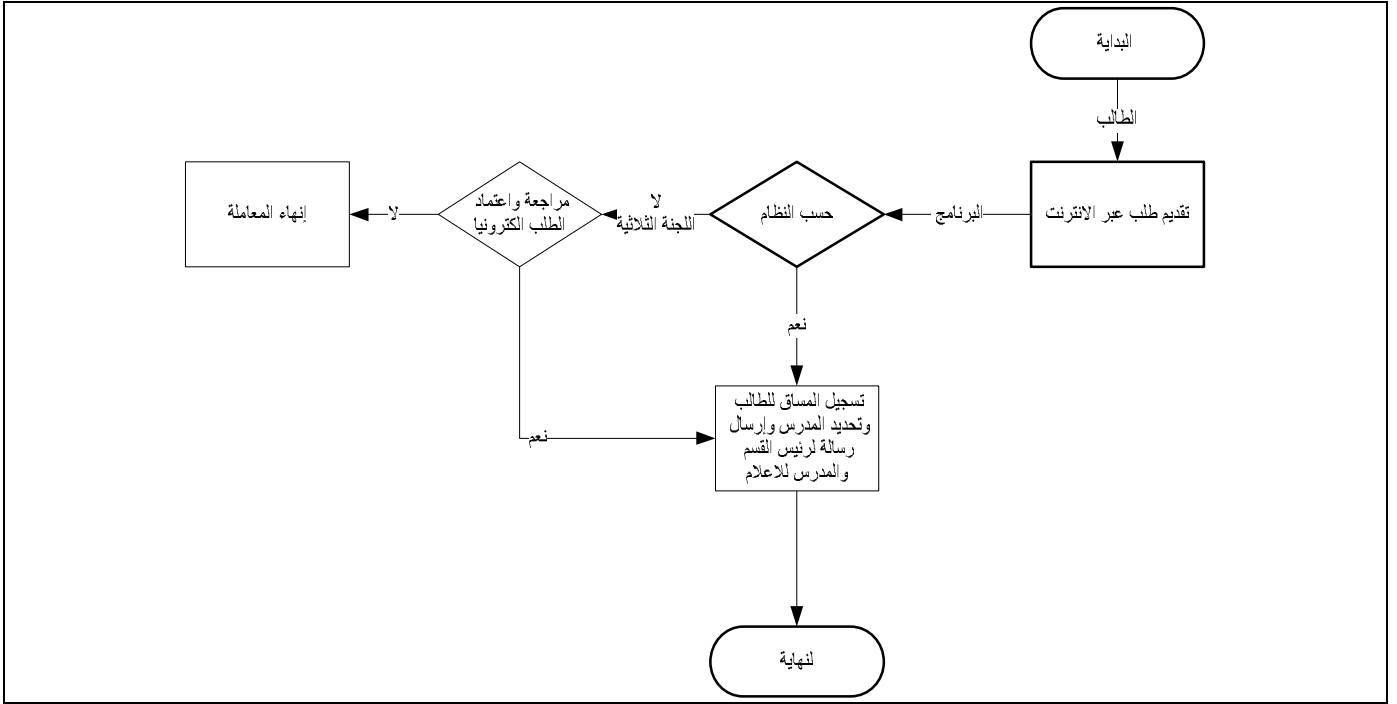 البداية
الطالب
تقديم طلب عبر الانترنت
البرنامج
حسب النظام
لا
اللجنة الثلاثية
مراجعة واعتماد
الطلب الكترونيا
لا
إنهاء المعاملة
نعم
نعم
تسجيل المساق للطالب
وتحديد المدرس وإرسال
رسالة لرئيس القسم
والمدرس للاعلام
لنهاية